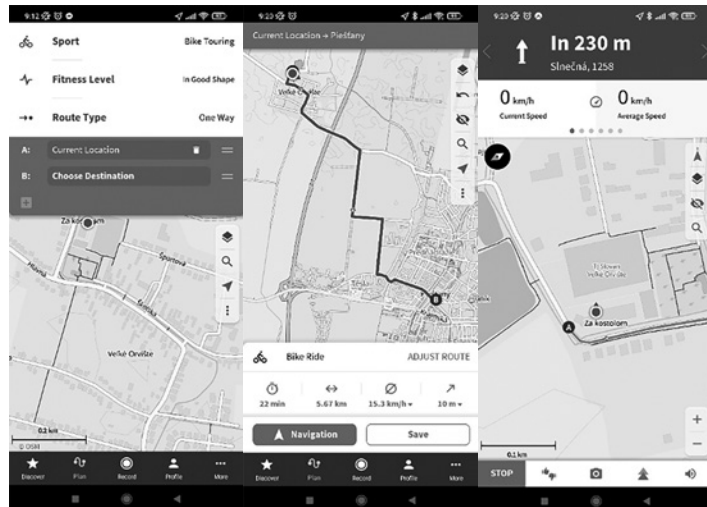 9:12
Sport
Bike Touring
Fitness Level
In Good Shape
Route Type
One Way
A: Current Location
B: Choose Destination
Za kostolom
Športová
Hlavná
Veľké Orvište
0.2 km
© OSM
Discover Plan Record Profile More
9:20
Current Location → Piešťany
Veľké Orvište
B
Bike Ride
ADJUST ROUTE
22 min 5.67 km 15.3 km/h 10 m
Navigation Save
Discover Plan Record Profile More
9:20
In 230 m
Slnečná, 1258
0 km/h
Current Speed
0 km/h
Average Speed
TJ Slovan
Veľké Orvište
A
Za kostolom
+
−
0.1 km
STOP